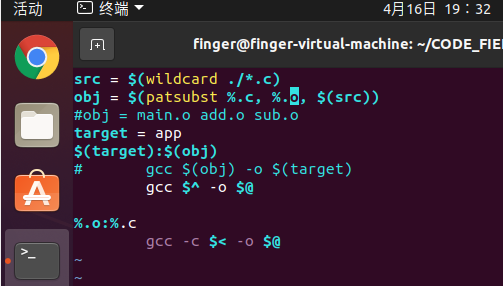 活动
终端
4月16日 19：32
finger@finger-virtual-machine: ~/CODE_FIE
src = $(wildcard ./*.c)
obj = $(patsubst %.c, %.o, $(src))
#obj = main.o add.o sub.o
target = app
$(target):$(obj)
#       gcc $(obj) -o $(target)
        gcc $^ -o $@

%.o:%.c
        gcc -c $< -o $@
~
~
>_